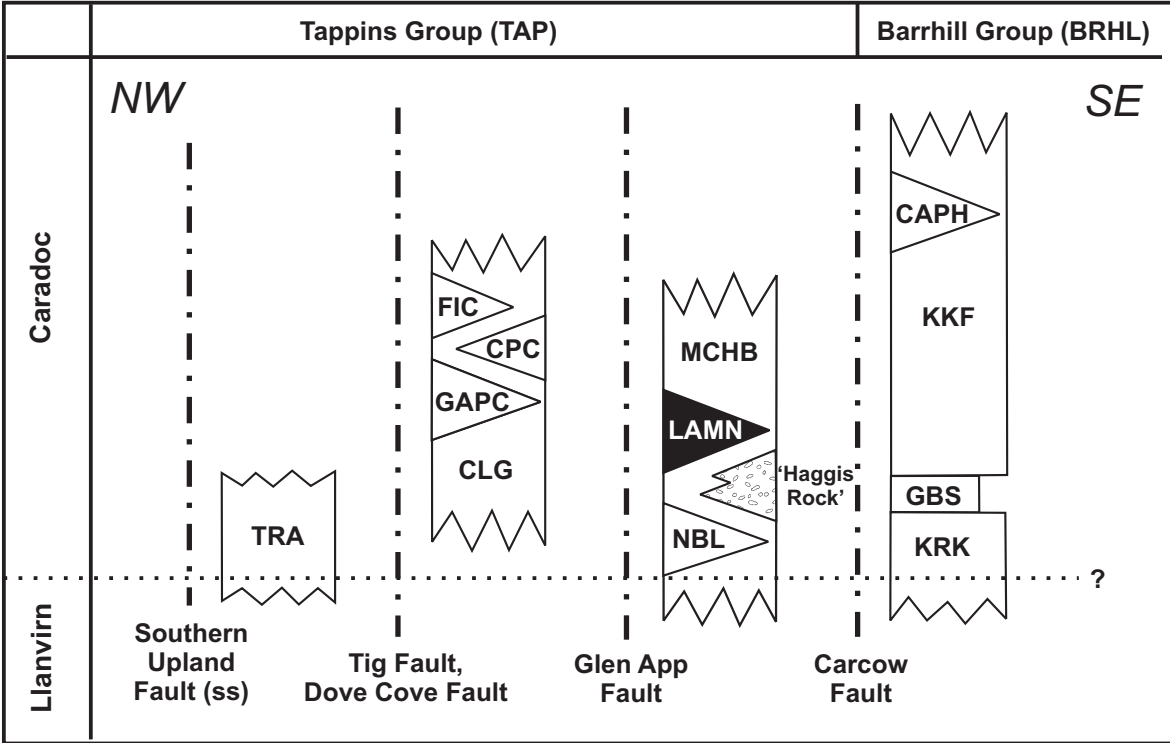 Tappins Group (TAP)
Barrhill Group (BRHL)
NW
SE
Caradoc
CAPH
FIC
KKF
CPC
MCHB
GAPC
LAMN
CLG
'Haggis
Rock'
GBS
TRA
NBL
KRK
?
Llanvirn
Southern
Upland
Fault (ss)
Tig Fault,
Dove Cove Fault
Glen App
Fault
Carcow
Fault